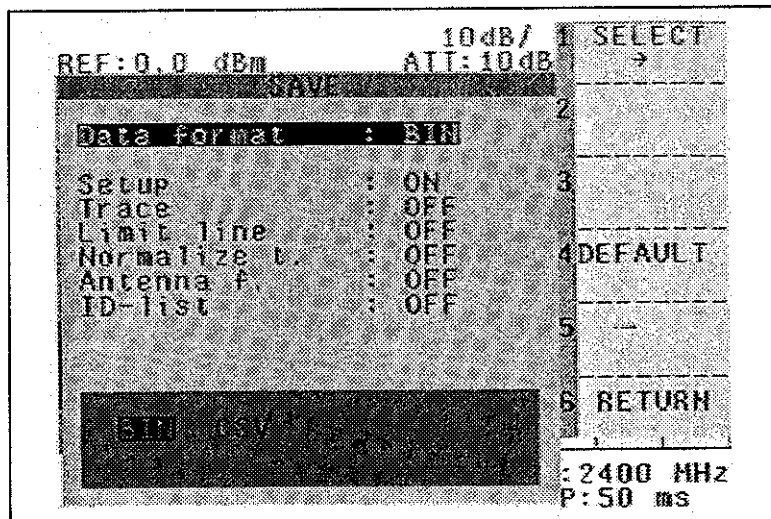 10dB/
REF:0.0 dBm ATT:10dB
SAVE
Data format : BIN
Setup : ON
Trace : OFF
Limit line : OFF
Normalize t. : OFF
Antenna f. : OFF
ID-list : OFF
BIN CSV
1 SELECT
→
2
3
4 DEFAULT
5
6 RETURN
:2400 MHz
P:50 ms